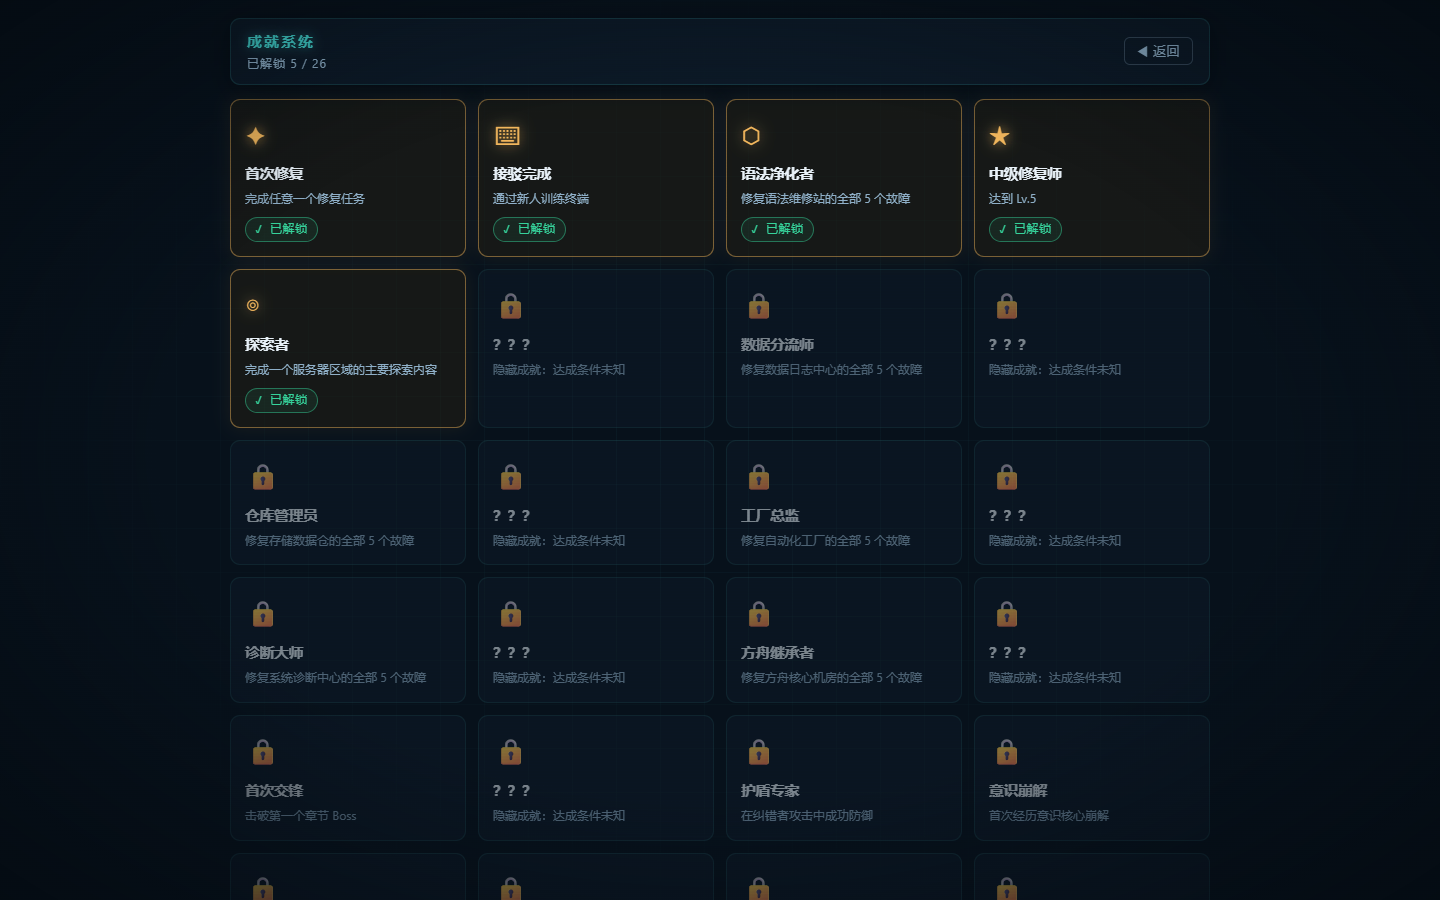 成就系统
已解锁 5 / 26
◀ 返回
首次修复
完成任意一个修复任务
✓ 已解锁
接驳完成
通过新人训练终端
✓ 已解锁
语法净化者
修复语法维修站的全部 5 个故障
✓ 已解锁
中级修复师
达到 Lv.5
✓ 已解锁
探索者
完成一个服务器区域的主要探索内容
✓ 已解锁
? ? ?
隐藏成就：达成条件未知
数据分流师
修复数据日志中心的全部 5 个故障
? ? ?
隐藏成就：达成条件未知
仓库管理员
修复存储数据仓的全部 5 个故障
? ? ?
隐藏成就：达成条件未知
工厂总监
修复自动化工厂的全部 5 个故障
? ? ?
隐藏成就：达成条件未知
诊断大师
修复系统诊断中心的全部 5 个故障
? ? ?
隐藏成就：达成条件未知
方舟继承者
修复方舟核心机房的全部 5 个故障
? ? ?
隐藏成就：达成条件未知
首次交锋
击破第一个章节 Boss
? ? ?
隐藏成就：达成条件未知
护盾专家
在纠错者攻击中成功防御
意识崩解
首次经历意识核心崩解